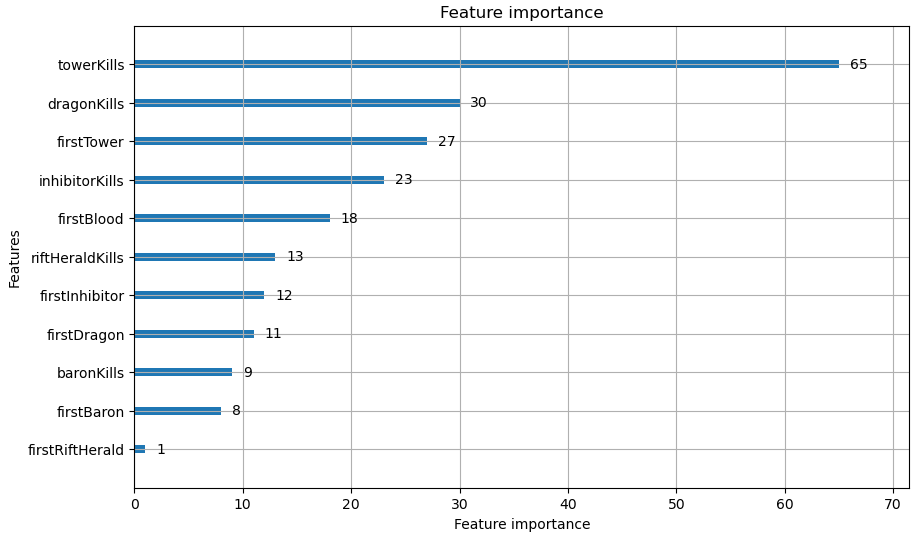 Feature importance
towerKills 65
dragonKills 30
firstTower 27
inhibitorKills 23
firstBlood 18
riftHeraldKills 13
firstInhibitor 12
firstDragon 11
baronKills 9
firstBaron 8
firstRiftHerald 1
Features
0 10 20 30 40 50 60 70
Feature importance